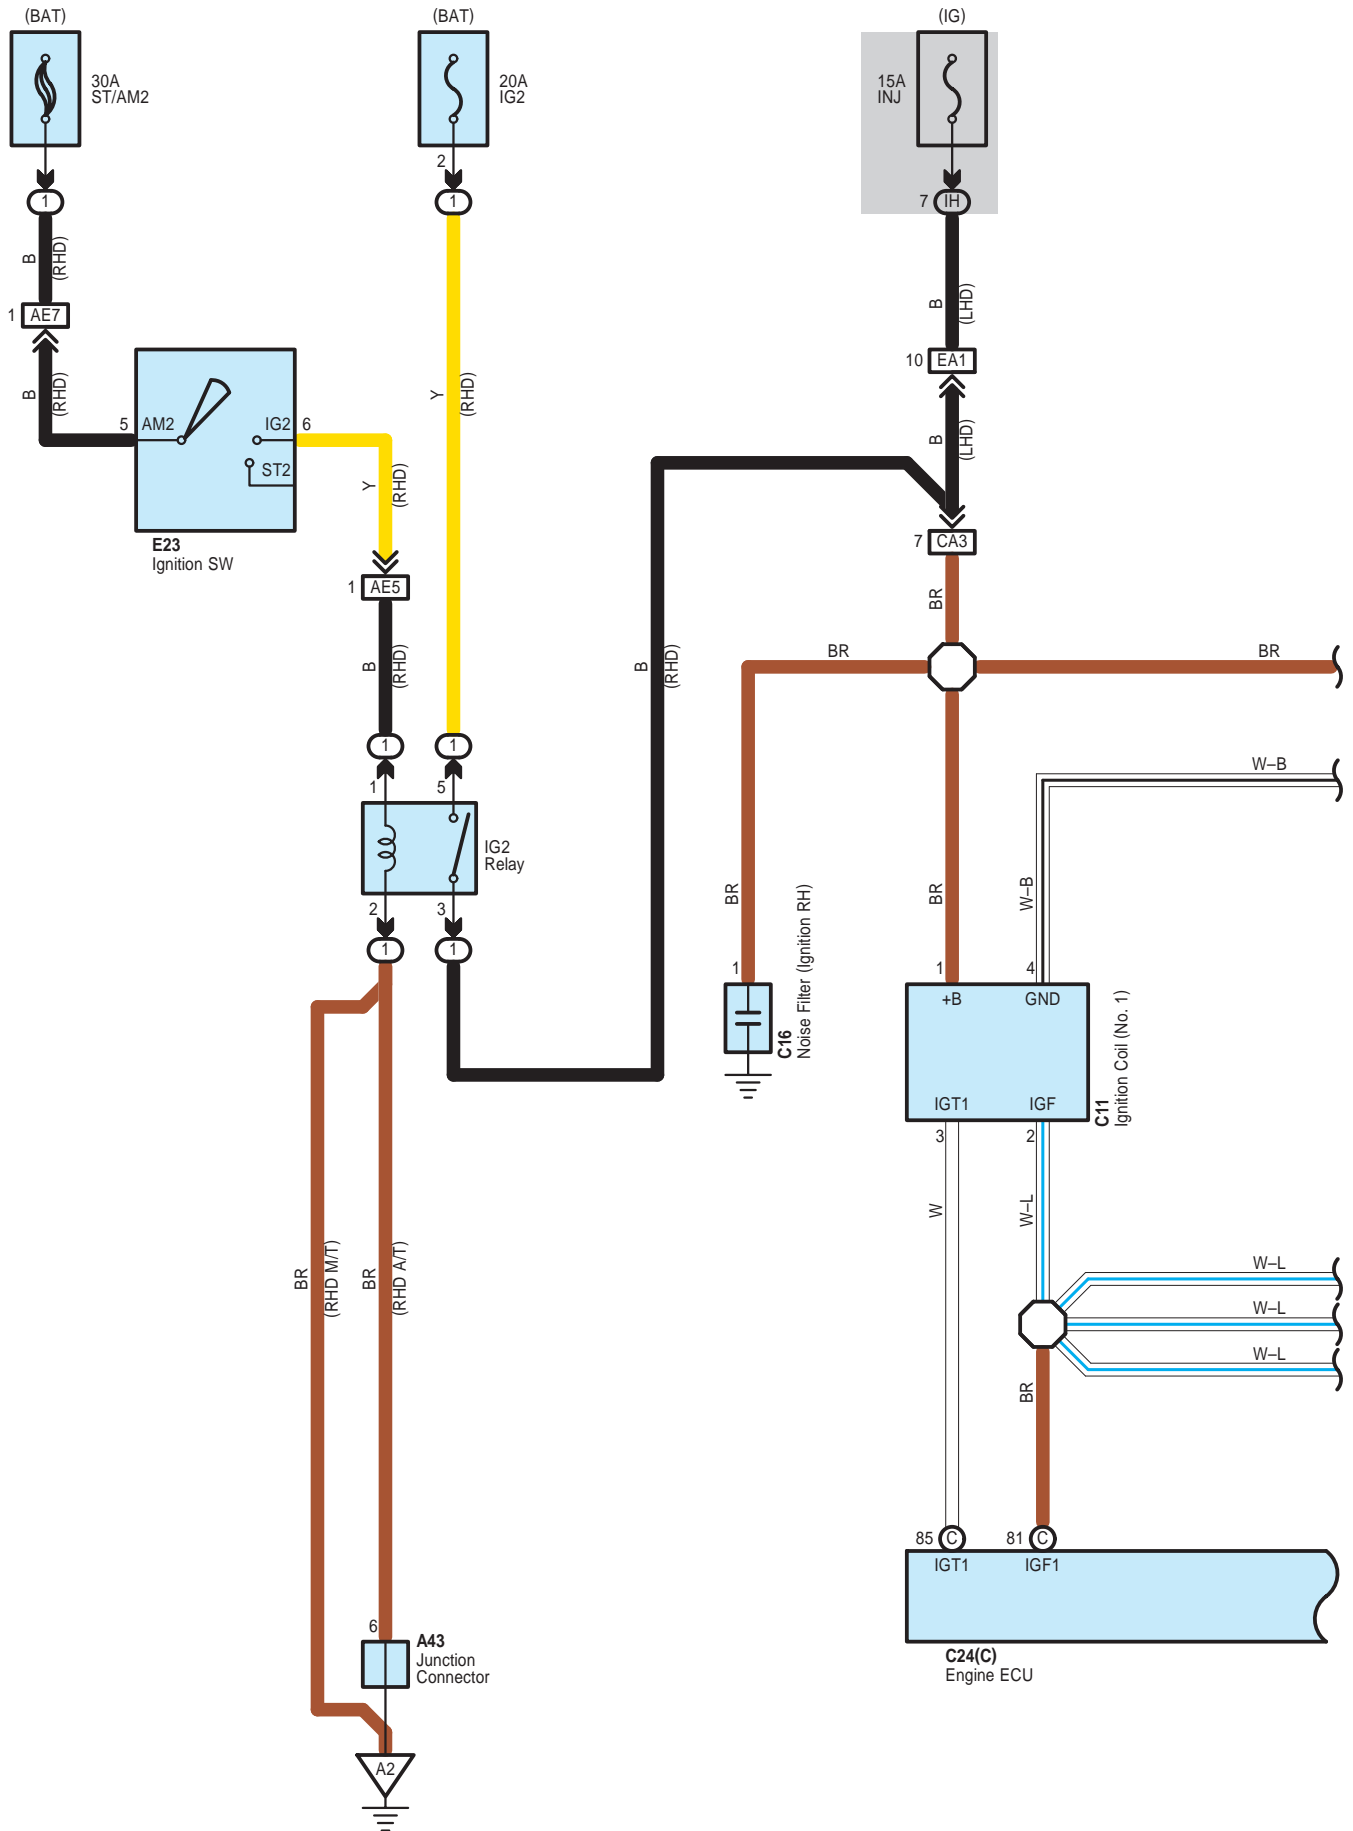 (BAT)
(BAT)
(IG)
30A
ST/AM2
20A
IG2
15A
INJ
2
1
1
7 IH
B
(RHD)
1 AE7
B
(RHD)
Y
(RHD)
B
(LHD)
10 EA1
B
(LHD)
5 AM2
IG2 6
ST2
E23
Ignition SW
Y
(RHD)
7 CA3
1 AE5
BR
B
(RHD)
B
(RHD)
BR
BR
1
1
1
5
IG2
Relay
2
3
1
1
W–B
W–B
BR
BR
1
C16
Noise Filter (Ignition RH)
1
4
+B
GND
IGT1
IGF
C11
Ignition Coil (No. 1)
3
2
W
W–L
BR
(RHD M/T)
BR
(RHD A/T)
W–L
W–L
W–L
BR
85 C
81 C
IGT1
IGF1
C24(C)
Engine ECU
6
A43
Junction
Connector
A2